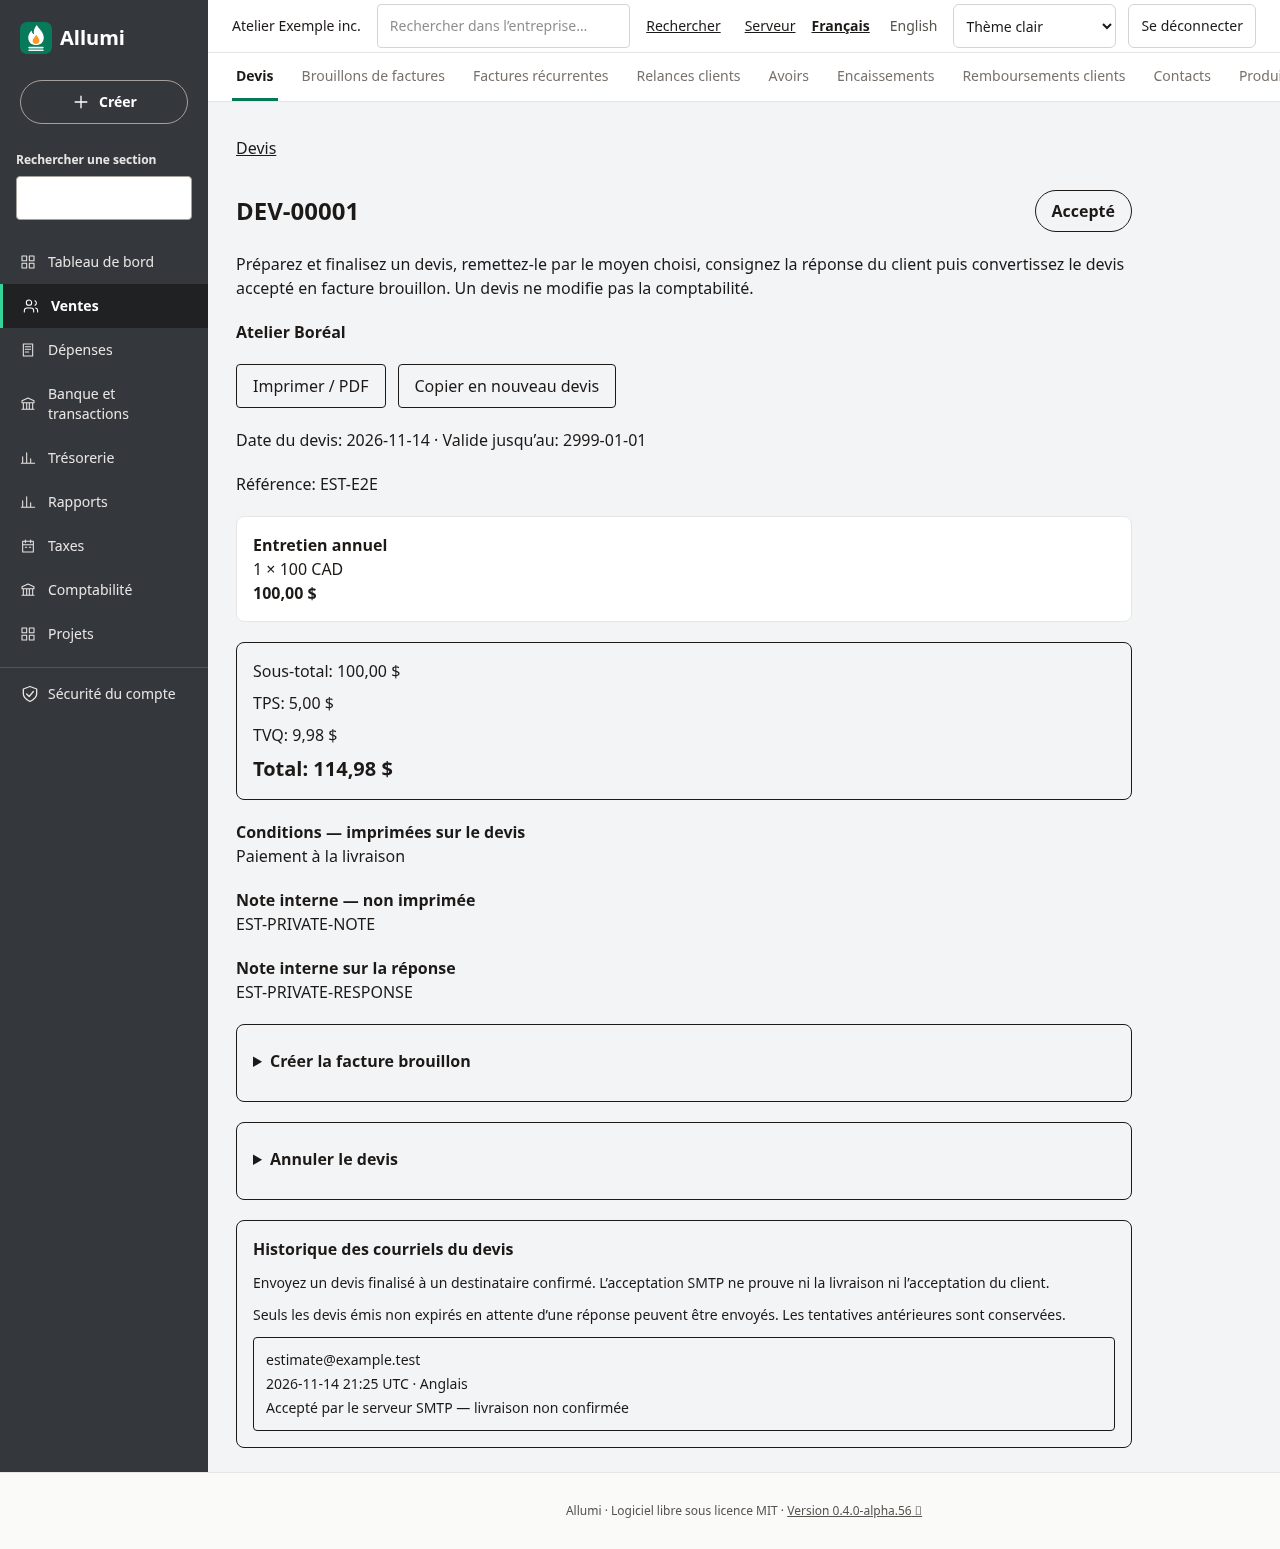 Allumi
Créer
Rechercher une section
Tableau de bord
Ventes
Dépenses
Banque et
transactions
Trésorerie
Rapports
Taxes
Comptabilité
Projets
Sécurité du compte
Atelier Exemple inc.
Rechercher dans l’entreprise…
Rechercher
Serveur
Français
English
Thème clair
Se déconnecter
Devis
Brouillons de factures
Factures récurrentes
Relances clients
Avoirs
Encaissements
Remboursements clients
Contacts
Produi
Devis
DEV-00001
Accepté
Préparez et finalisez un devis, remettez-le par le moyen choisi, consignez la réponse du client puis convertissez le devis
accepté en facture brouillon. Un devis ne modifie pas la comptabilité.
Atelier Boréal
Imprimer / PDF
Copier en nouveau devis
Date du devis: 2026-11-14 · Valide jusqu’au: 2999-01-01
Référence: EST-E2E
Entretien annuel
1 × 100 CAD
100,00 $
Sous-total: 100,00 $
TPS: 5,00 $
TVQ: 9,98 $
Total: 114,98 $
Conditions — imprimées sur le devis
Paiement à la livraison
Note interne — non imprimée
EST-PRIVATE-NOTE
Note interne sur la réponse
EST-PRIVATE-RESPONSE
Créer la facture brouillon
Annuler le devis
Historique des courriels du devis
Envoyez un devis finalisé à un destinataire confirmé. L’acceptation SMTP ne prouve ni la livraison ni l’acceptation du client.
Seuls les devis émis non expirés en attente d’une réponse peuvent être envoyés. Les tentatives antérieures sont conservées.
estimate@example.test
2026-11-14 21:25 UTC · Anglais
Accepté par le serveur SMTP — livraison non confirmée
Allumi · Logiciel libre sous licence MIT · Version 0.4.0-alpha.56